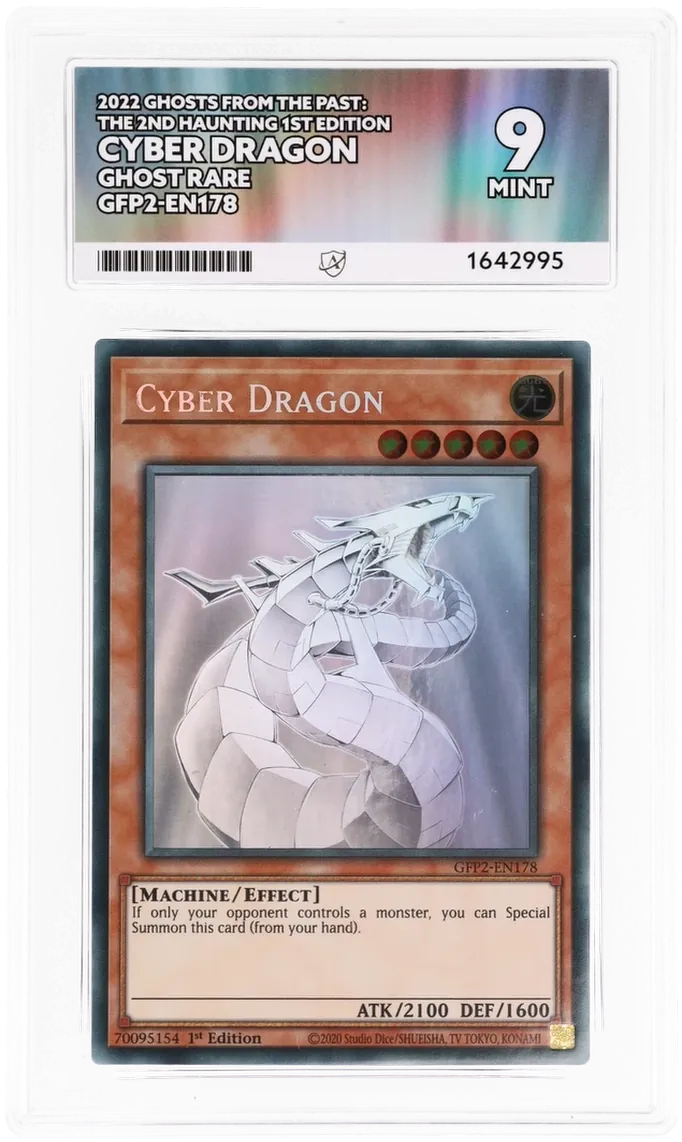 2022 GHOSTS FROM THE PAST:
THE 2ND HAUNTING 1ST EDITION
CYBER DRAGON
GHOST RARE
GFP2-EN178
9
MINT
1642995
CYBER DRAGON
光
GFP2-EN178
[MACHINE/EFFECT]
If only your opponent controls a monster, you can Special
Summon this card (from your hand).
ATK/2100 DEF/1600
70095154 1st Edition ©2020 Studio Dice/SHUEISHA, TV TOKYO, KONAMI